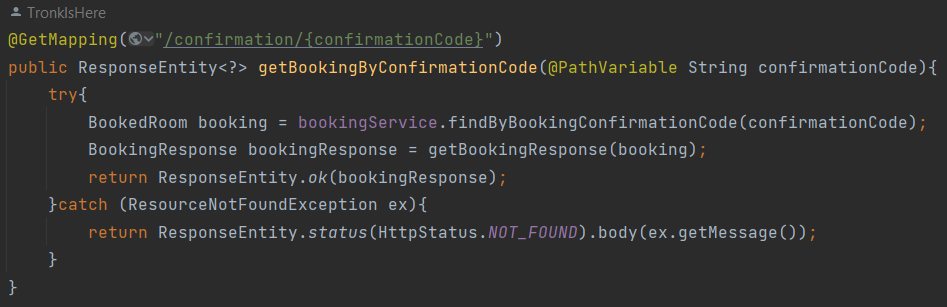 TronkIsHere
@GetMapping("/confirmation/{confirmationCode}")
public ResponseEntity<?> getBookingByConfirmationCode(@PathVariable String confirmationCode){
    try{
        BookedRoom booking = bookingService.findByBookingConfirmationCode(confirmationCode);
        BookingResponse bookingResponse = getBookingResponse(booking);
        return ResponseEntity.ok(bookingResponse);
    }catch (ResourceNotFoundException ex){
        return ResponseEntity.status(HttpStatus.NOT_FOUND).body(ex.getMessage());
    }
}